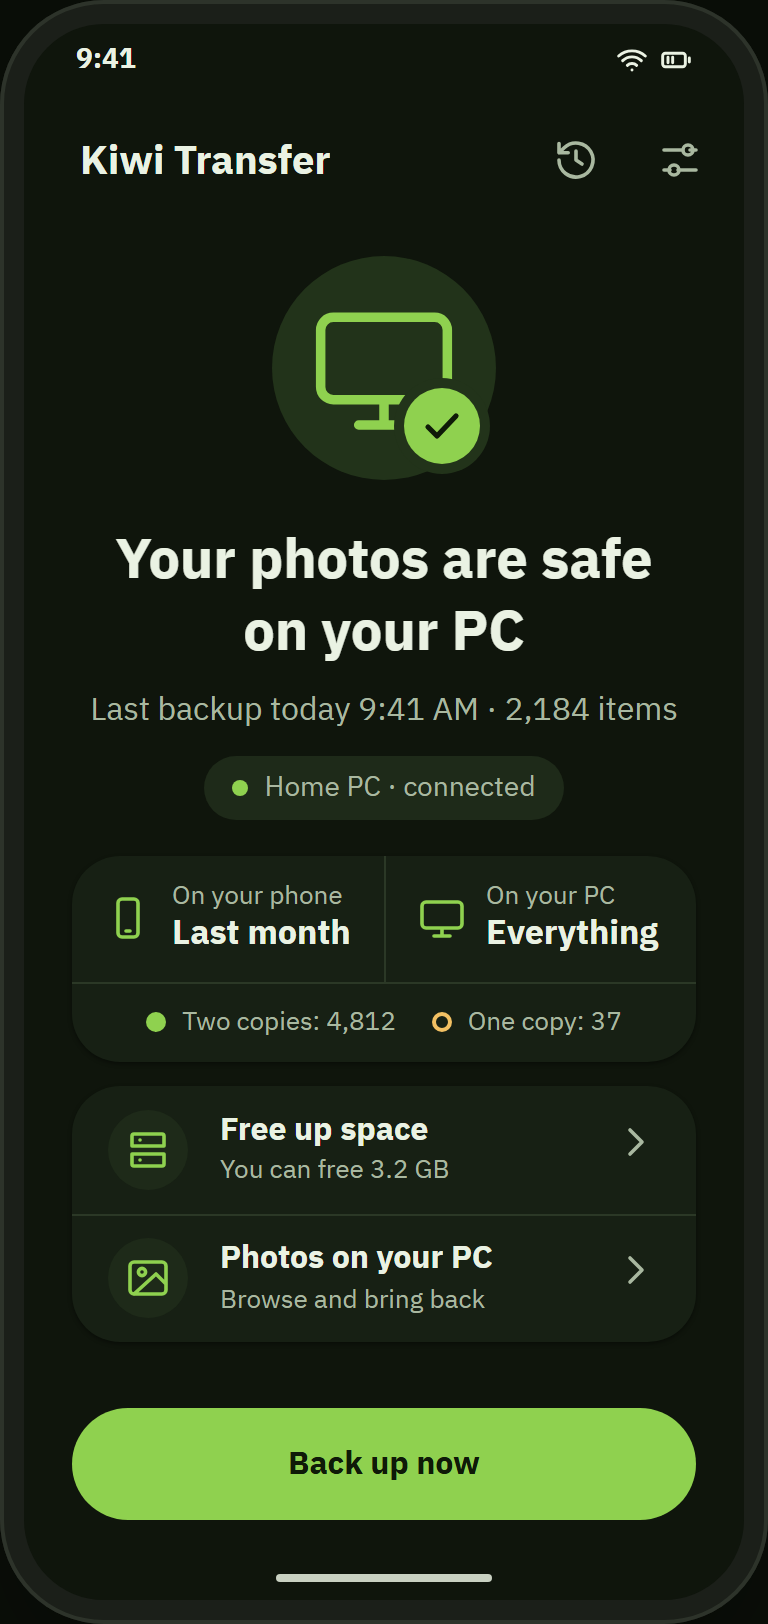 9:41
Kiwi Transfer
Your photos are safe
on your PC
Last backup today 9:41 AM · 2,184 items
Home PC · connected
On your phone
Last month
On your PC
Everything
Two copies: 4,812
One copy: 37
Free up space
You can free 3.2 GB
Photos on your PC
Browse and bring back
Back up now